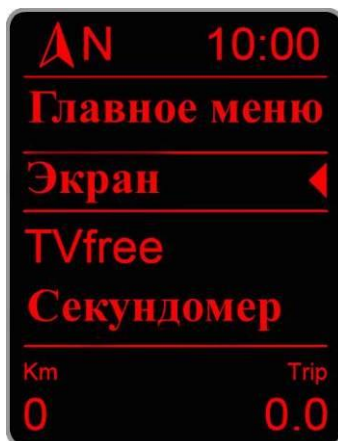 N 10:00
Главное меню
Экран
TVfree
Секундомер
Km Trip
0 0.0